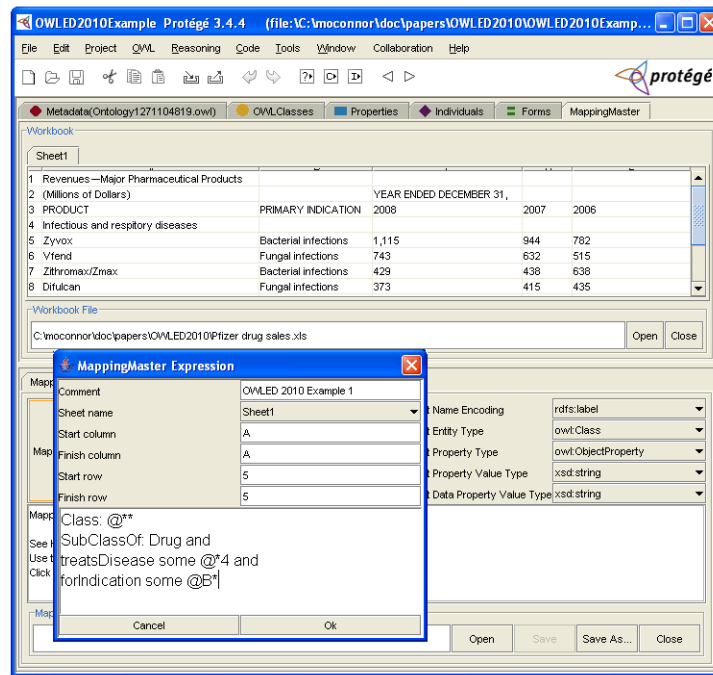 OWLED2010Example Protégé 3.4.4 (file:\C:\moconnor\doc\papers\OWLED2010\OWLED2010Examp...
File Edit Project OWL Reasoning Code Tools Window Collaboration Help
protégé
Metadata(Ontology1271104819.owl) OWLClasses Properties Individuals Forms MappingMaster
Workbook
Sheet1
1 Revenues—Major Pharmaceutical Products
2 (Millions of Dollars) YEAR ENDED DECEMBER 31,
3 PRODUCT PRIMARY INDICATION 2008 2007 2006
4 Infectious and respitory diseases
5 Zyvox Bacterial infections 1,115 944 782
6 Vfend Fungal infections 743 632 515
7 Zithromax/Zmax Bacterial infections 429 438 638
8 Difulcan Fungal infections 373 415 435
Workbook File
C:\moconnor\doc\papers\OWLED2010\Pfizer drug sales.xls Open Close
MappingMaster Expression
Comment OWLED 2010 Example 1
Sheet name Sheet1
Start column A
Finish column A
Start row 5
Finish row 5
Class: @**
SubClassOf: Drug and
treatsDisease some @*4 and
forIndication some @B*
Cancel Ok
Mapp
Map
t Name Encoding rdfs:label
t Entity Type owl:Class
t Property Type owl:ObjectProperty
t Property Value Type xsd:string
t Data Property Value Type xsd:string
Mapp
See H
Use t
Click
Map
Open Save Save As... Close